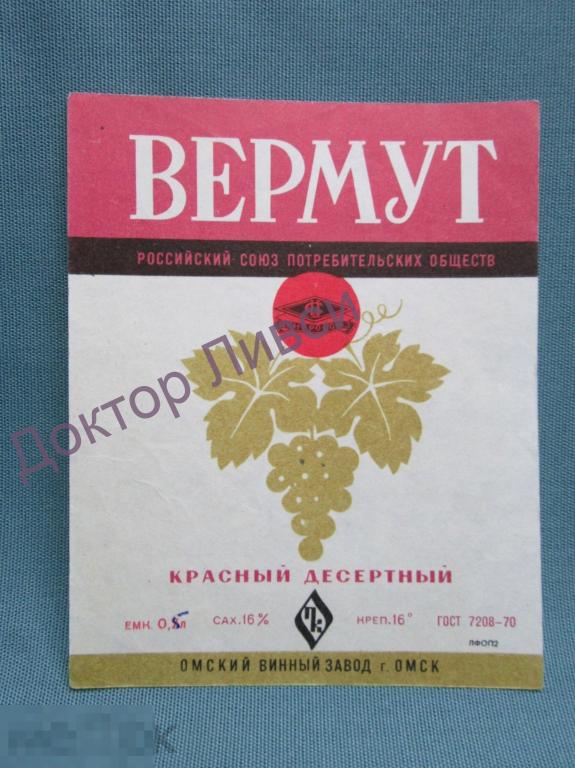 ВЕРМУТ
РОССИЙСКИЙ СОЮЗ ПОТРЕБИТЕЛЬСКИХ ОБЩЕСТВ
Доктор Ливси
КРАСНЫЙ ДЕСЕРТНЫЙ
ЕМК. 0,5л САХ. 16% КРЕП. 16° ГОСТ 7208-70
ЛФОП2
ОМСКИЙ ВИННЫЙ ЗАВОД г. ОМСК